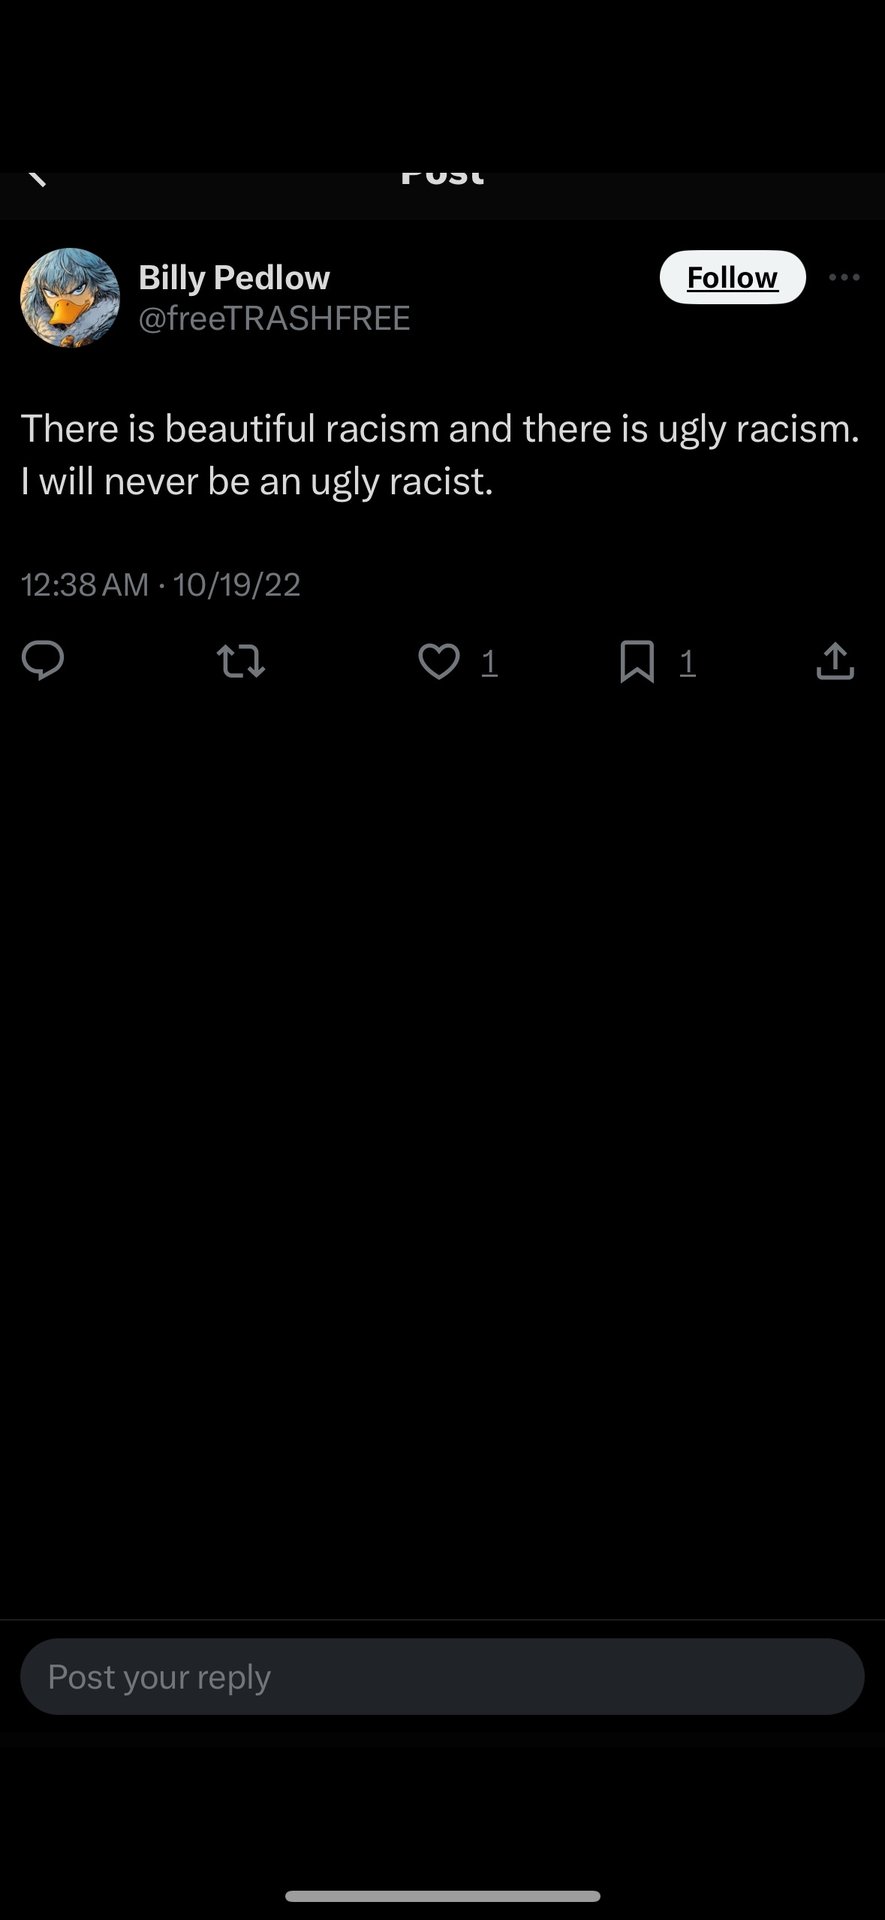 Post
Billy Pedlow
Follow
@freeTRASHFREE
There is beautiful racism and there is ugly racism.
I will never be an ugly racist.
12:38 AM · 10/19/22
1 1
Post your reply